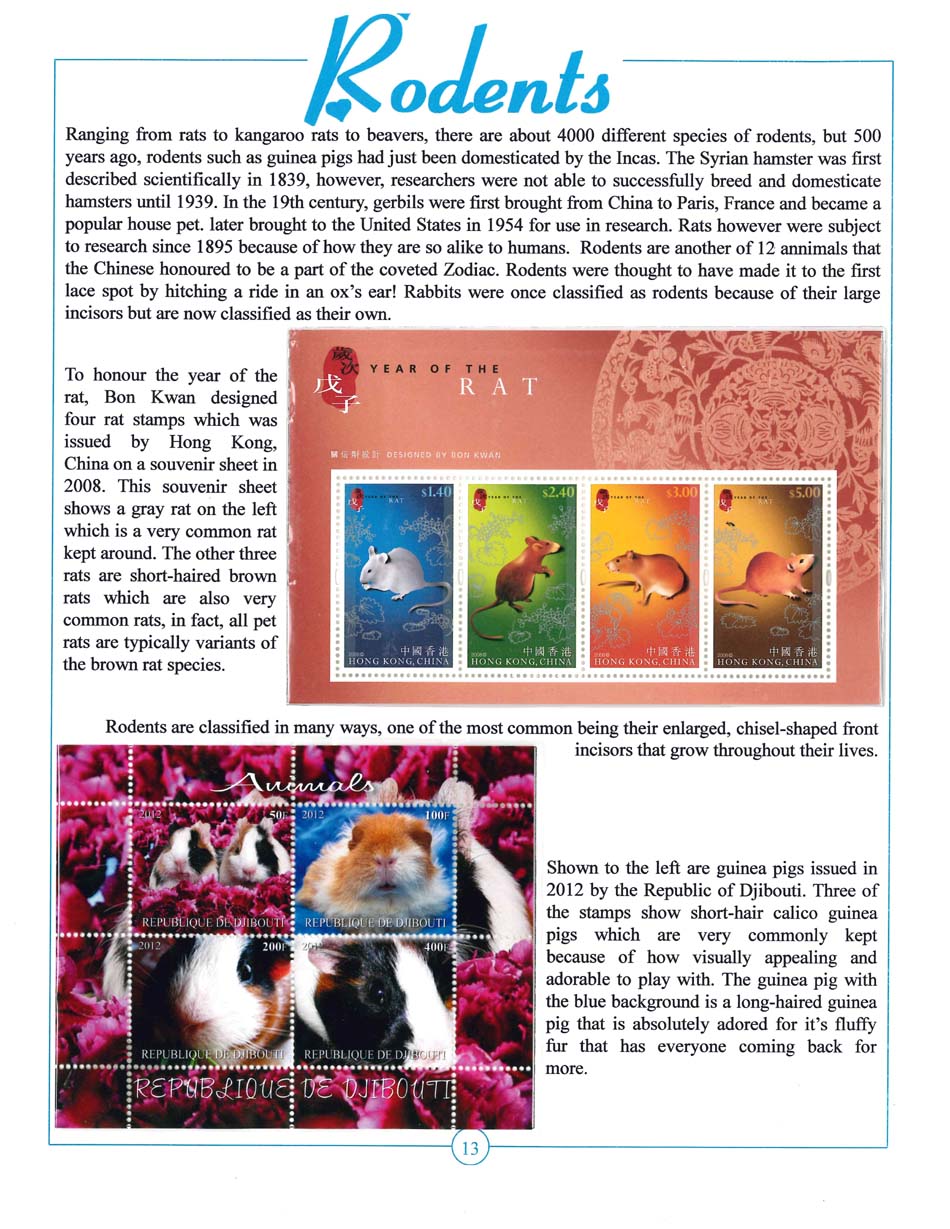 Rodents
Ranging from rats to kangaroo rats to beavers, there are about 4000 different species of rodents, but 500
years ago, rodents such as guinea pigs had just been domesticated by the Incas. The Syrian hamster was first
described scientifically in 1839, however, researchers were not able to successfully breed and domesticate
hamsters until 1939. In the 19th century, gerbils were first brought from China to Paris, France and became a
popular house pet. later brought to the United States in 1954 for use in research. Rats however were subject
to research since 1895 because of how they are so alike to humans. Rodents are another of 12 annimals that
the Chinese honoured to be a part of the coveted Zodiac. Rodents were thought to have made it to the first
lace spot by hitching a ride in an ox's ear! Rabbits were once classified as rodents because of their large
incisors but are now classified as their own.
To honour the year of the
rat, Bon Kwan designed
four rat stamps which was
issued by Hong Kong,
China on a souvenir sheet in
2008. This souvenir sheet
shows a gray rat on the left
which is a very common rat
kept around. The other three
rats are short-haired brown
rats which are also very
common rats, in fact, all pet
rats are typically variants of
the brown rat species.
歲次
戊子
YEAR OF THE
RAT
DESIGNED BY BON KWAN
YEAR OF THE
RAT
$1.40
2008©
中國香港
HONG KONG, CHINA
YEAR OF THE
RAT
$2.40
2008©
中國香港
HONG KONG, CHINA
YEAR OF THE
RAT
$3.00
2008©
中國香港
HONG KONG, CHINA
YEAR OF THE
RAT
$5.00
2008©
中國香港
HONG KONG, CHINA
Rodents are classified in many ways, one of the most common being their enlarged, chisel-shaped front
incisors that grow throughout their lives.
Animals
2012 50F
REPUBLIQUE DE DJIBOUTI
2012 100F
REPUBLIQUE DE DJIBOUTI
2012 200F
REPUBLIQUE DE DJIBOUTI
2012 400F
REPUBLIQUE DE DJIBOUTI
REPUBLIQUE DE DJIBOUTI
Shown to the left are guinea pigs issued in
2012 by the Republic of Djibouti. Three of
the stamps show short-hair calico guinea
pigs which are very commonly kept
because of how visually appealing and
adorable to play with. The guinea pig with
the blue background is a long-haired guinea
pig that is absolutely adored for it's fluffy
fur that has everyone coming back for
more.
13